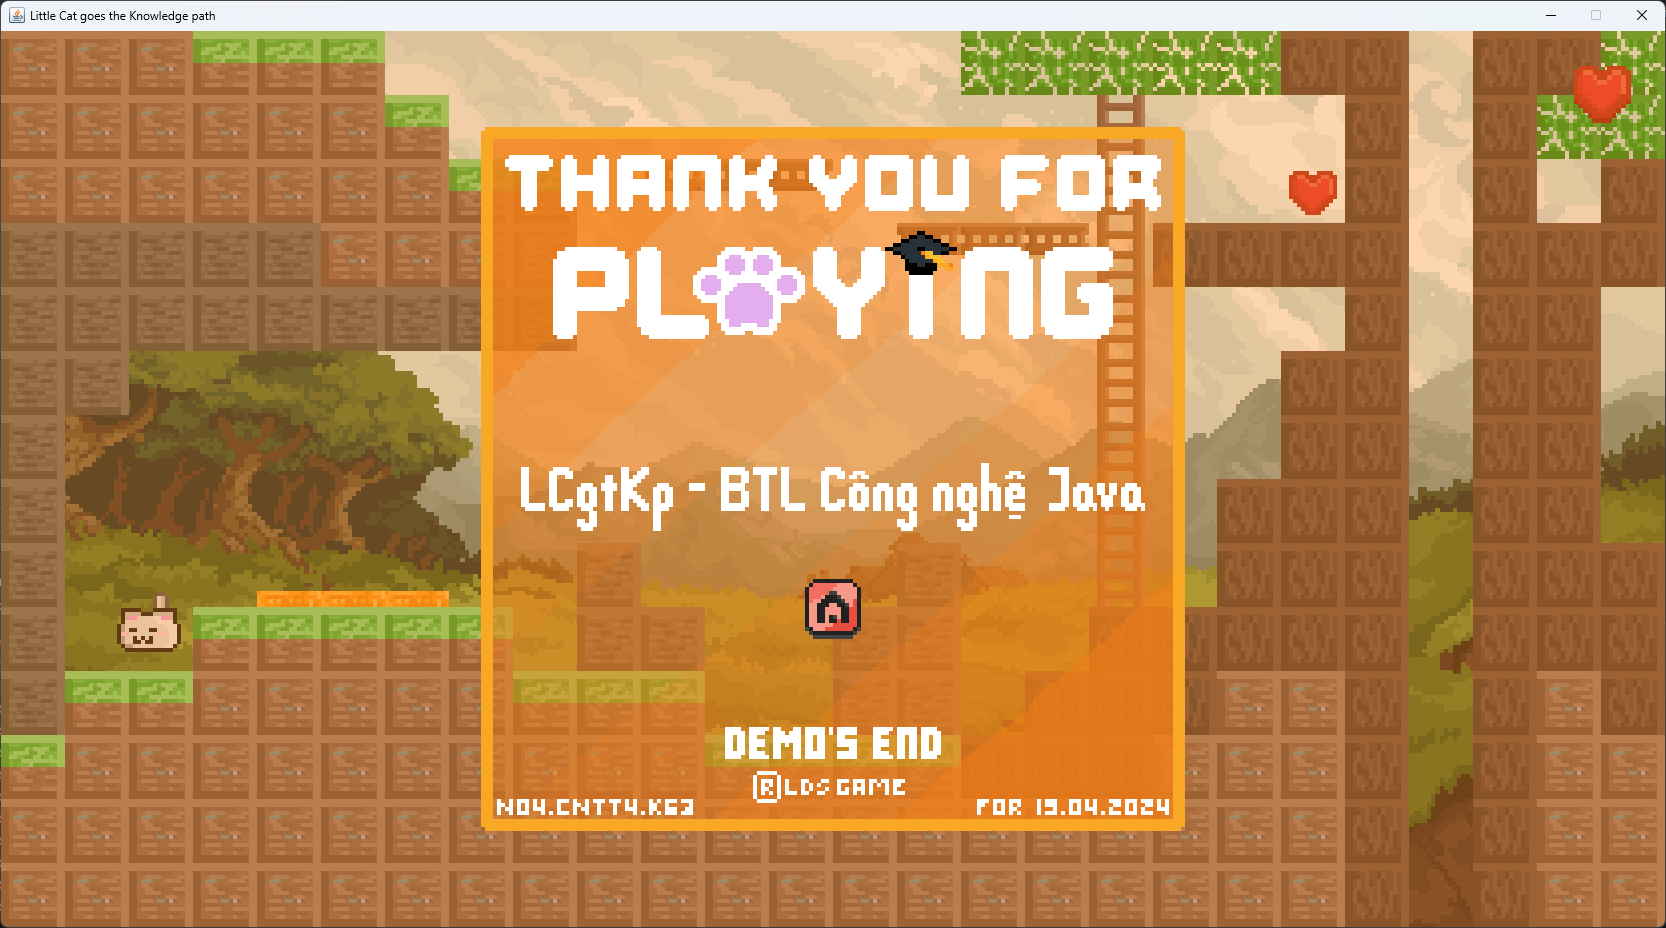 Little Cat goes the Knowledge path
THANK YOU FOR
PLAYING
LCgtKp - BTL Công nghệ Java
DEMO'S END
® LDS GAME
N04.CNTT4.K63
FOR 19.04.2024